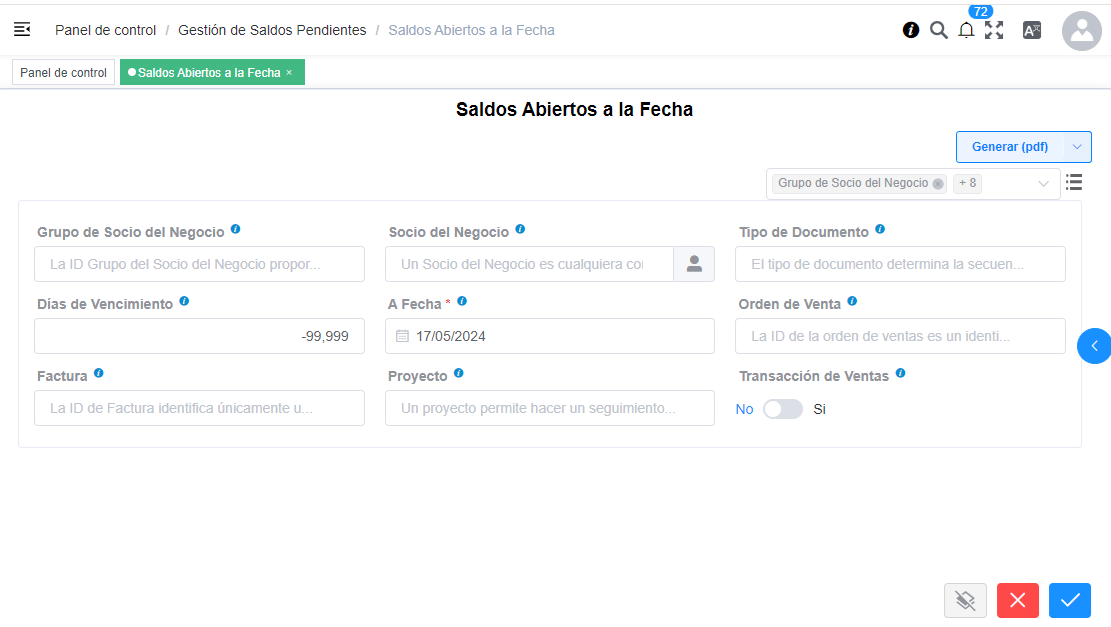 72
Panel de control / Gestión de Saldos Pendientes / Saldos Abiertos a la Fecha
Panel de control Saldos Abiertos a la Fecha ×
Saldos Abiertos a la Fecha
Generar (pdf)
Grupo de Socio del Negocio + 8
Grupo de Socio del Negocio Socio del Negocio Tipo de Documento
La ID Grupo del Socio del Negocio propor... Un Socio del Negocio es cualquiera con El tipo de documento determina la secuen...
Días de Vencimiento A Fecha * Orden de Venta
-99,999 17/05/2024 La ID de la orden de ventas es un identi...
Factura Proyecto Transacción de Ventas
La ID de Factura identifica únicamente u... Un proyecto permite hacer un seguimiento... No Si